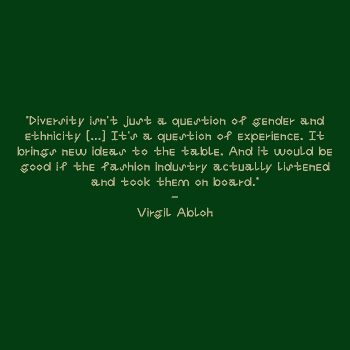 "Diversity isn't just a question of gender and
ethnicity [...] It's a question of experience. It
brings new ideas to the table. And it would be
good if the fashion industry actually listened
and took them on board."
–
Virgil Abloh